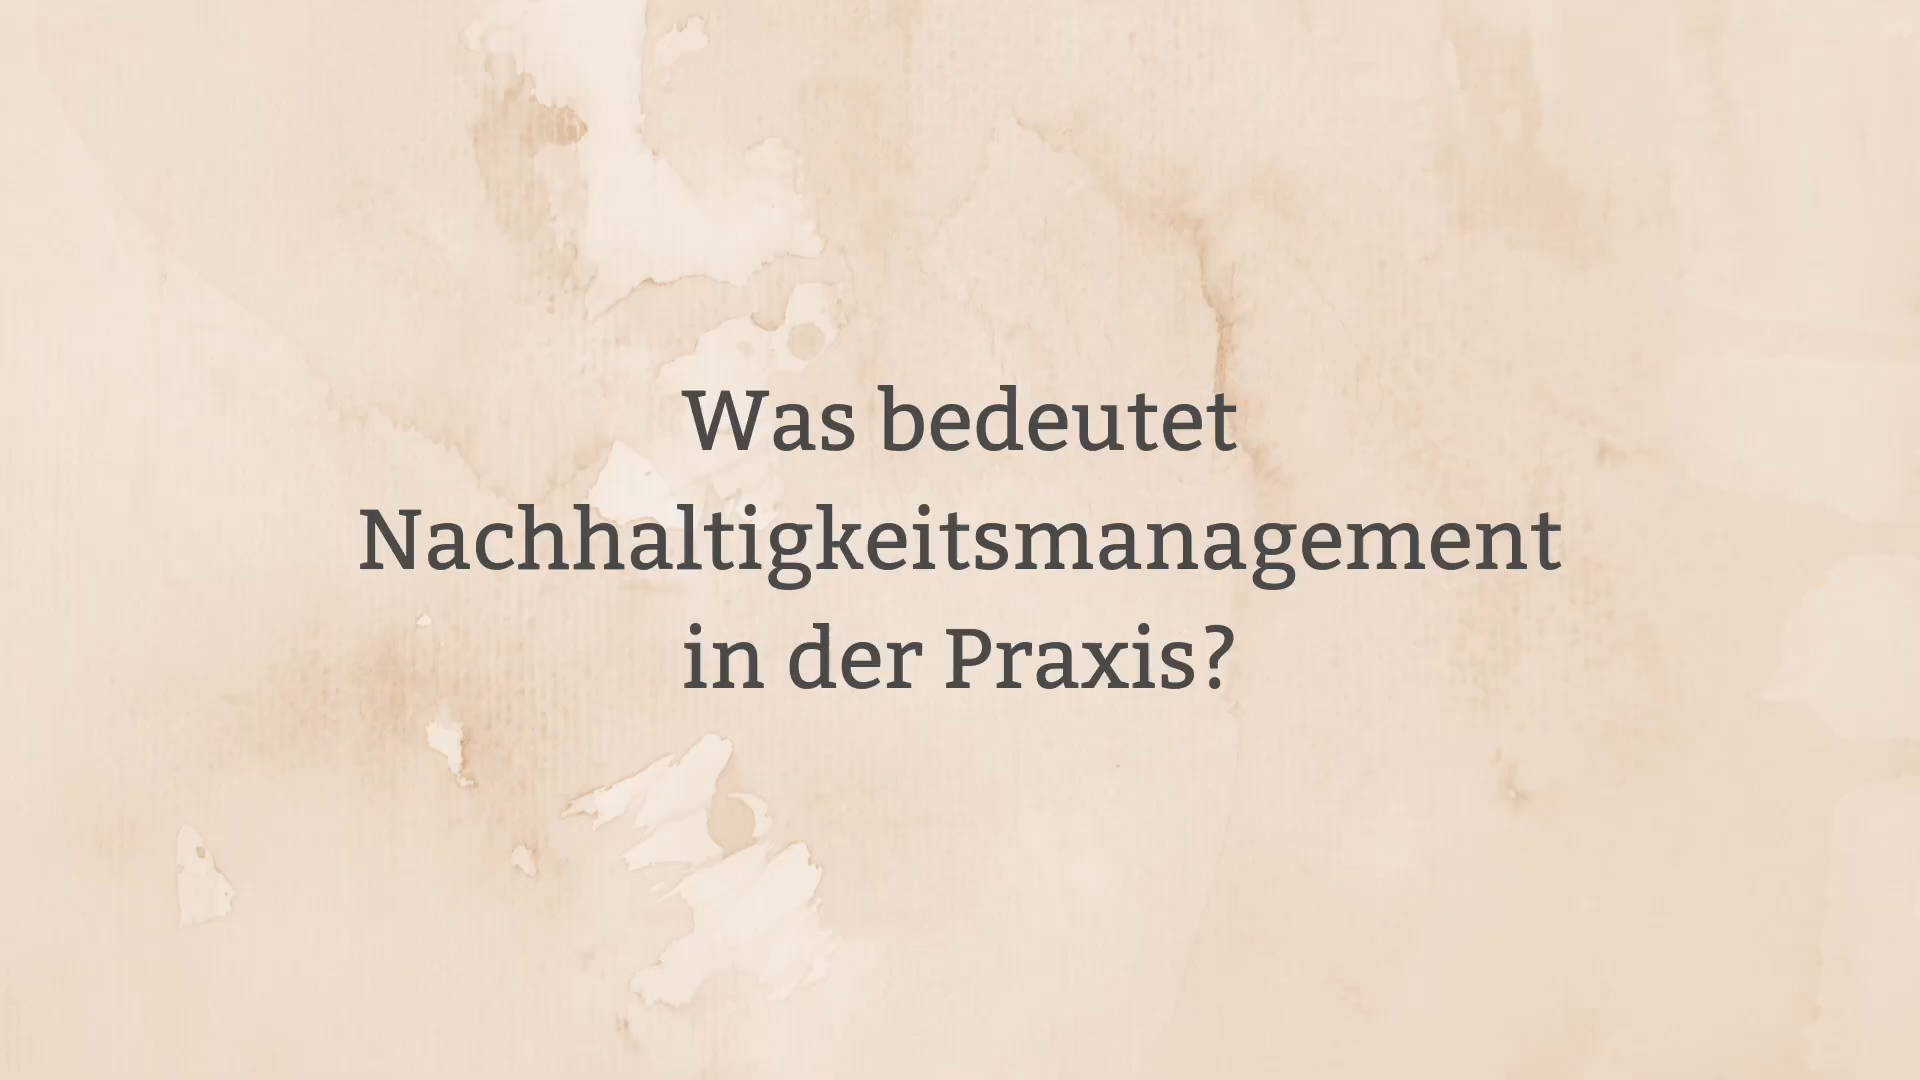 Was bedeutet
Nachhaltigkeitsmanagement
in der Praxis?